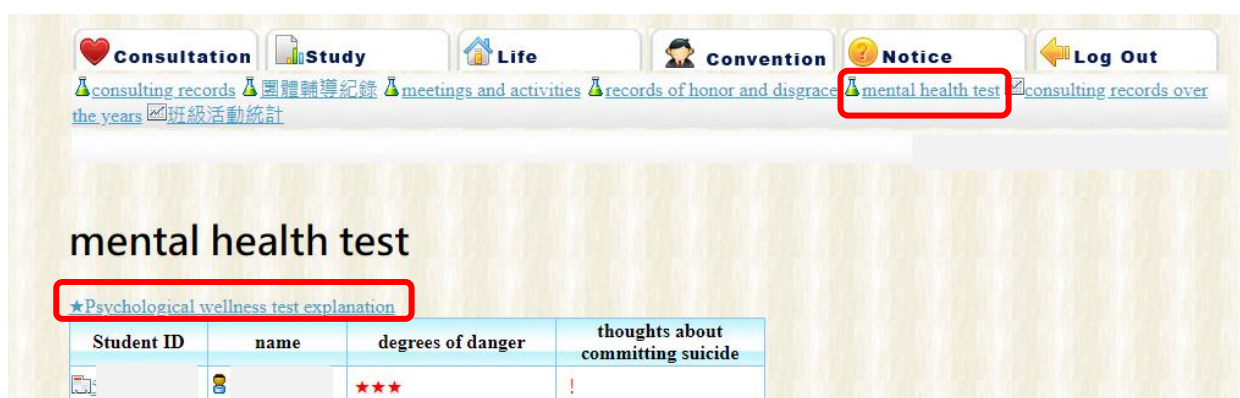 Consultation Study Life Convention Notice Log Out
consulting records 團體輔導紀錄 meetings and activities records of honor and disgrace mental health test consulting records over
the years 班級活動統計
mental health test
★Psychological wellness test explanation
Student ID name degrees of danger thoughts about
committing suicide
★★★ !